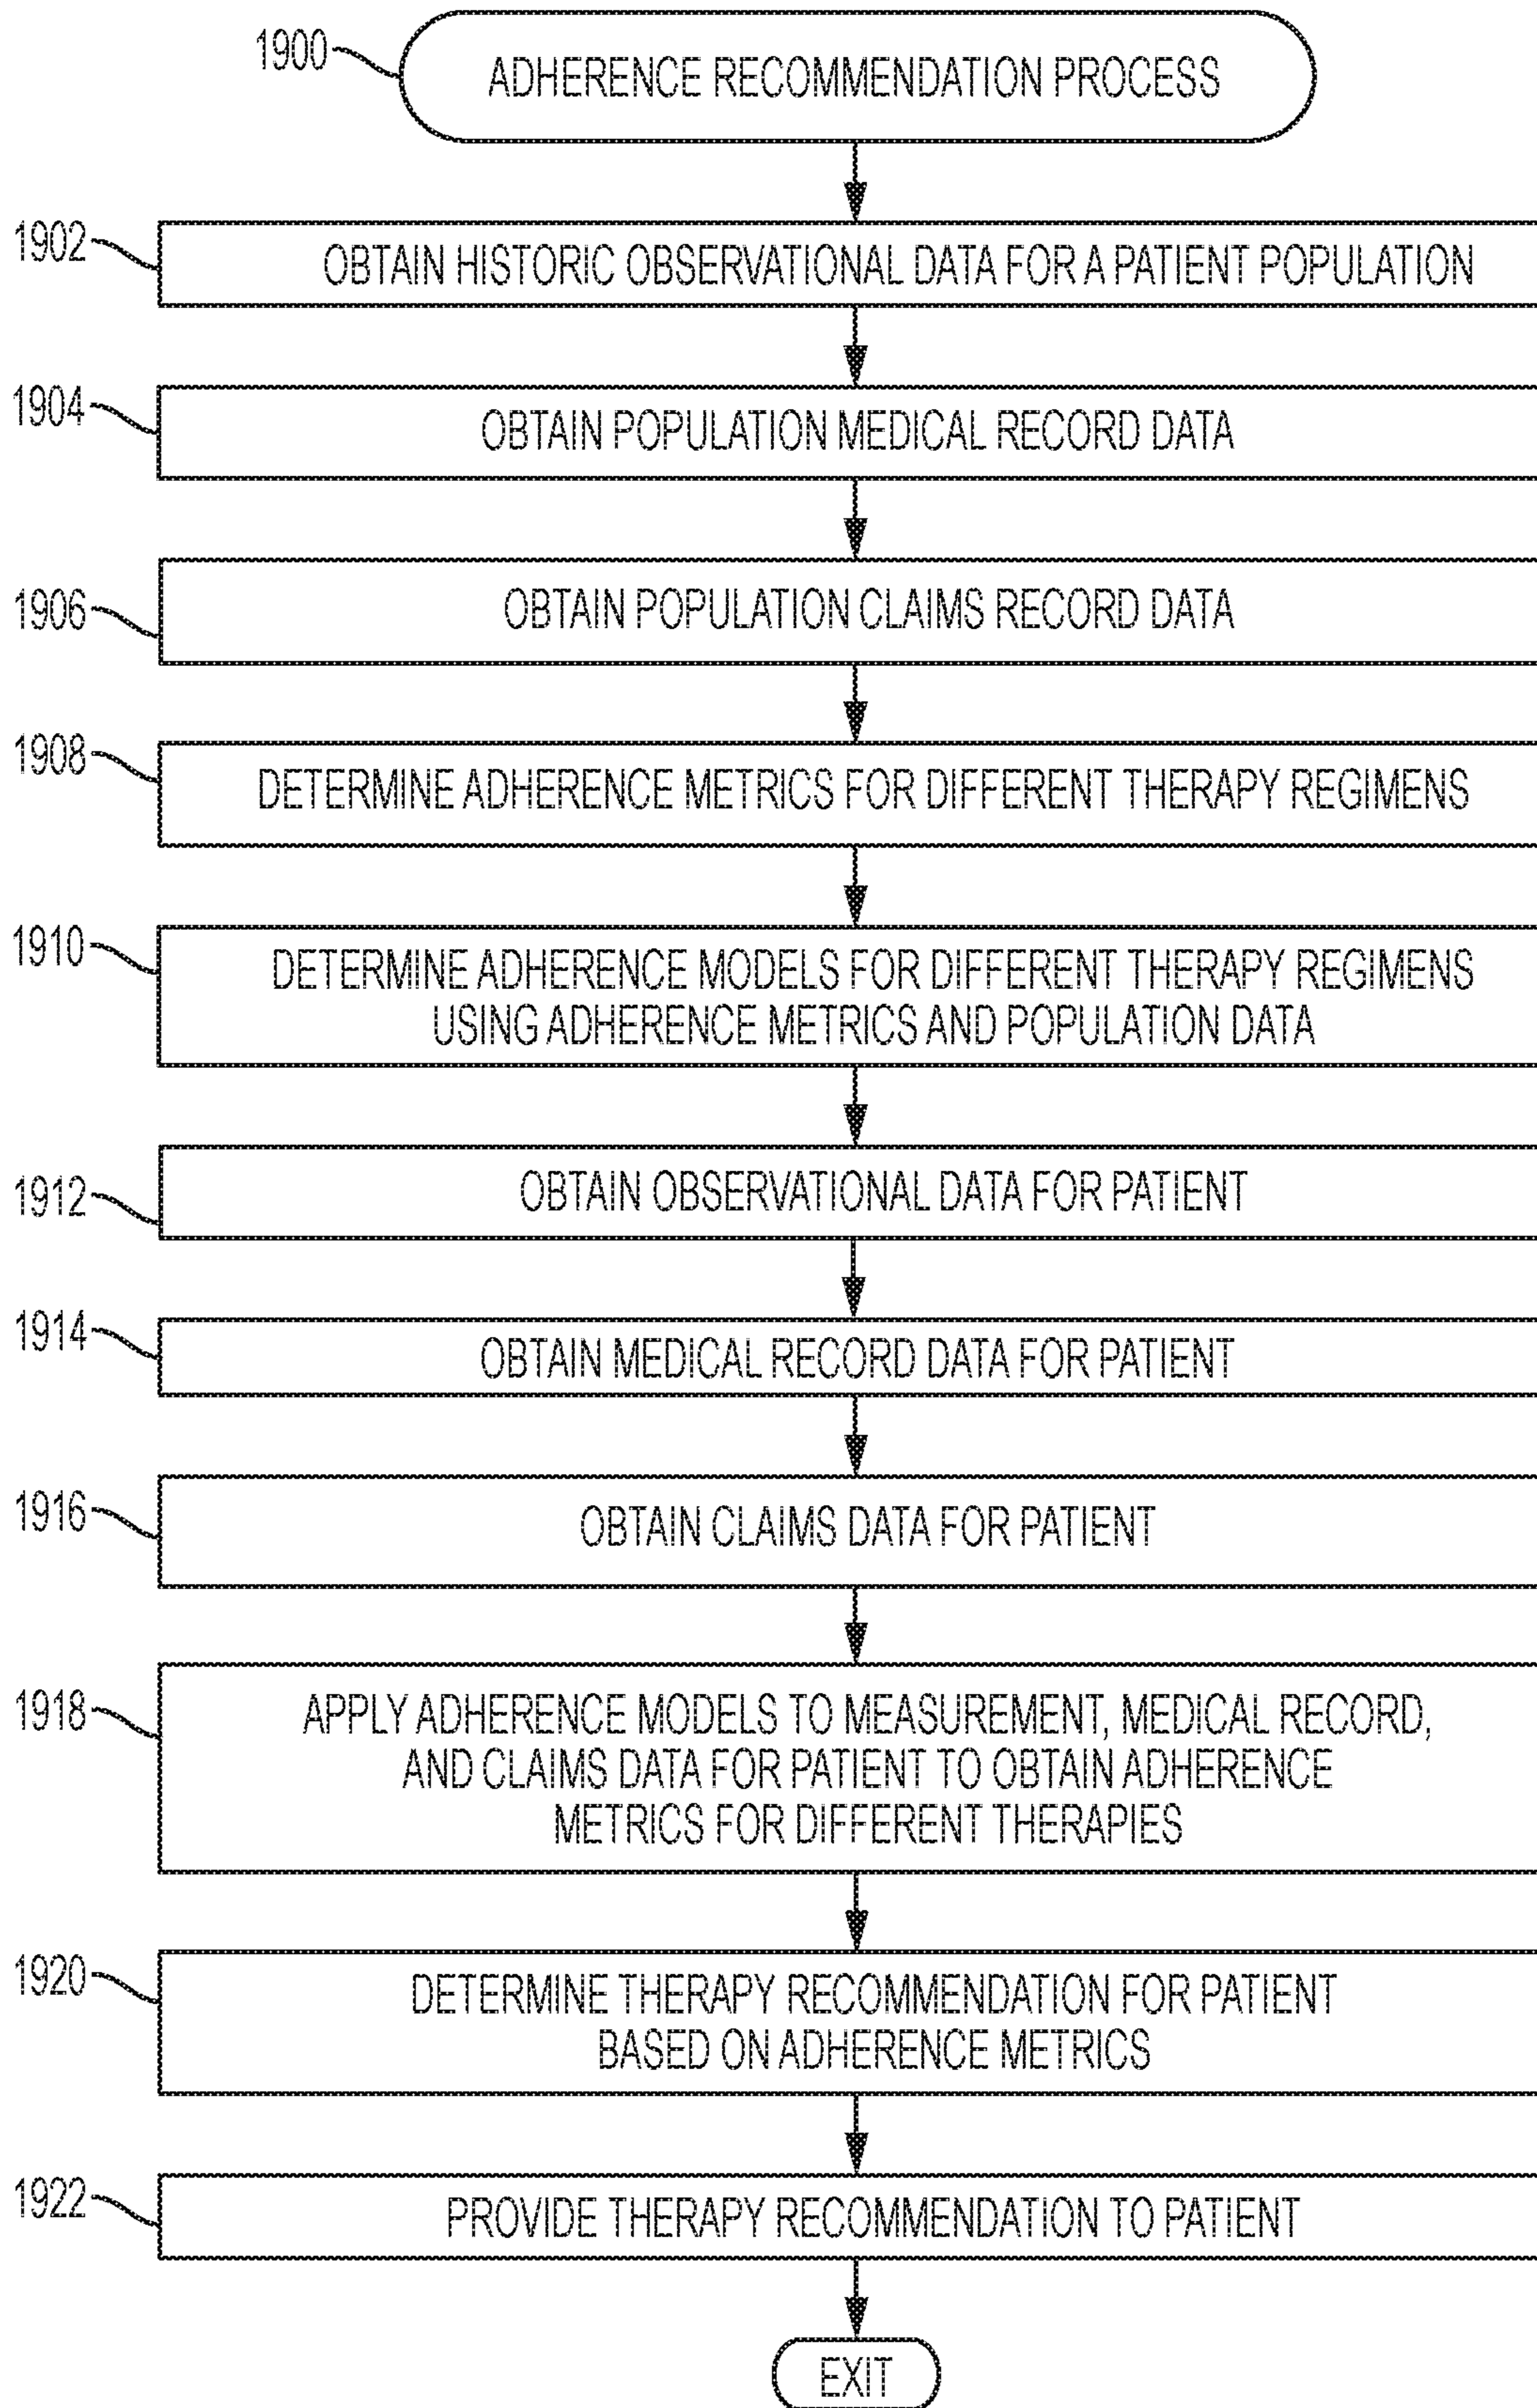 1900
ADHERENCE RECOMMENDATION PROCESS
1902
OBTAIN HISTORIC OBSERVATIONAL DATA FOR A PATIENT POPULATION
1904
OBTAIN POPULATION MEDICAL RECORD DATA
1906
OBTAIN POPULATION CLAIMS RECORD DATA
1908
DETERMINE ADHERENCE METRICS FOR DIFFERENT THERAPY REGIMENS
1910
DETERMINE ADHERENCE MODELS FOR DIFFERENT THERAPY REGIMENS
USING ADHERENCE METRICS AND POPULATION DATA
1912
OBTAIN OBSERVATIONAL DATA FOR PATIENT
1914
OBTAIN MEDICAL RECORD DATA FOR PATIENT
1916
OBTAIN CLAIMS DATA FOR PATIENT
1918
APPLY ADHERENCE MODELS TO MEASUREMENT, MEDICAL RECORD,
AND CLAIMS DATA FOR PATIENT TO OBTAIN ADHERENCE
METRICS FOR DIFFERENT THERAPIES
1920
DETERMINE THERAPY RECOMMENDATION FOR PATIENT
BASED ON ADHERENCE METRICS
1922
PROVIDE THERAPY RECOMMENDATION TO PATIENT
EXIT